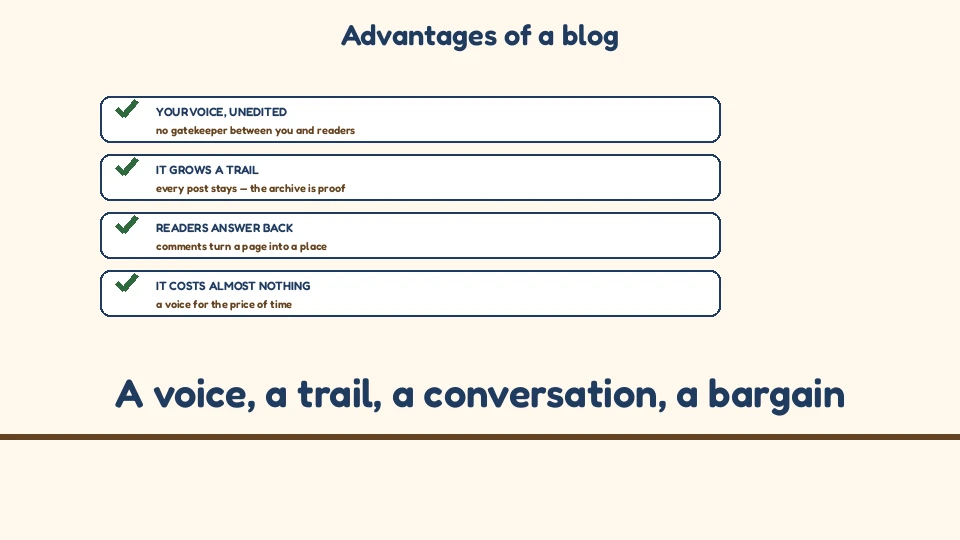 Advantages of a blog
YOUR VOICE, UNEDITED
no gatekeeper between you and readers
IT GROWS A TRAIL
every post stays – the archive is proof
READERS ANSWER BACK
comments turn a page into a place
IT COSTS ALMOST NOTHING
a voice for the price of time
A voice, a trail, a conversation, a bargain